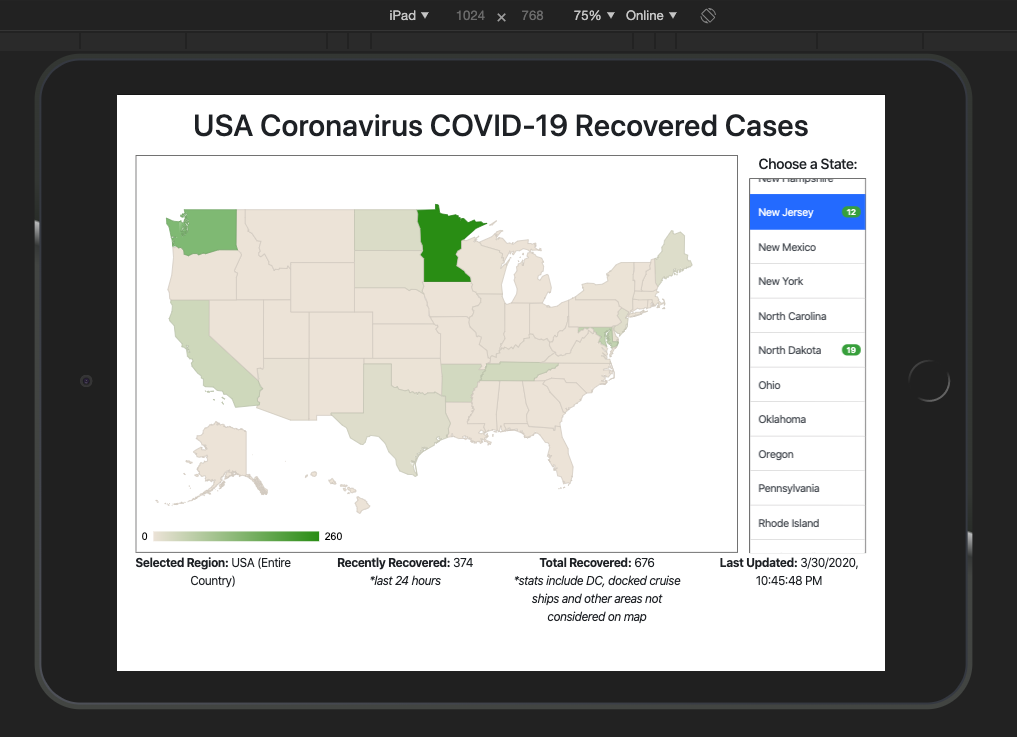 iPad ▼ 1024 × 768 75% ▼ Online ▼
USA Coronavirus COVID-19 Recovered Cases
Choose a State:
New Hampshire
New Jersey 12
New Mexico
New York
North Carolina
North Dakota 19
Ohio
Oklahoma
Oregon
Pennsylvania
Rhode Island
0 260
Selected Region: USA (Entire
Country)
Recently Recovered: 374
*last 24 hours
Total Recovered: 676
*stats include DC, docked cruise
ships and other areas not
considered on map
Last Updated: 3/30/2020,
10:45:48 PM